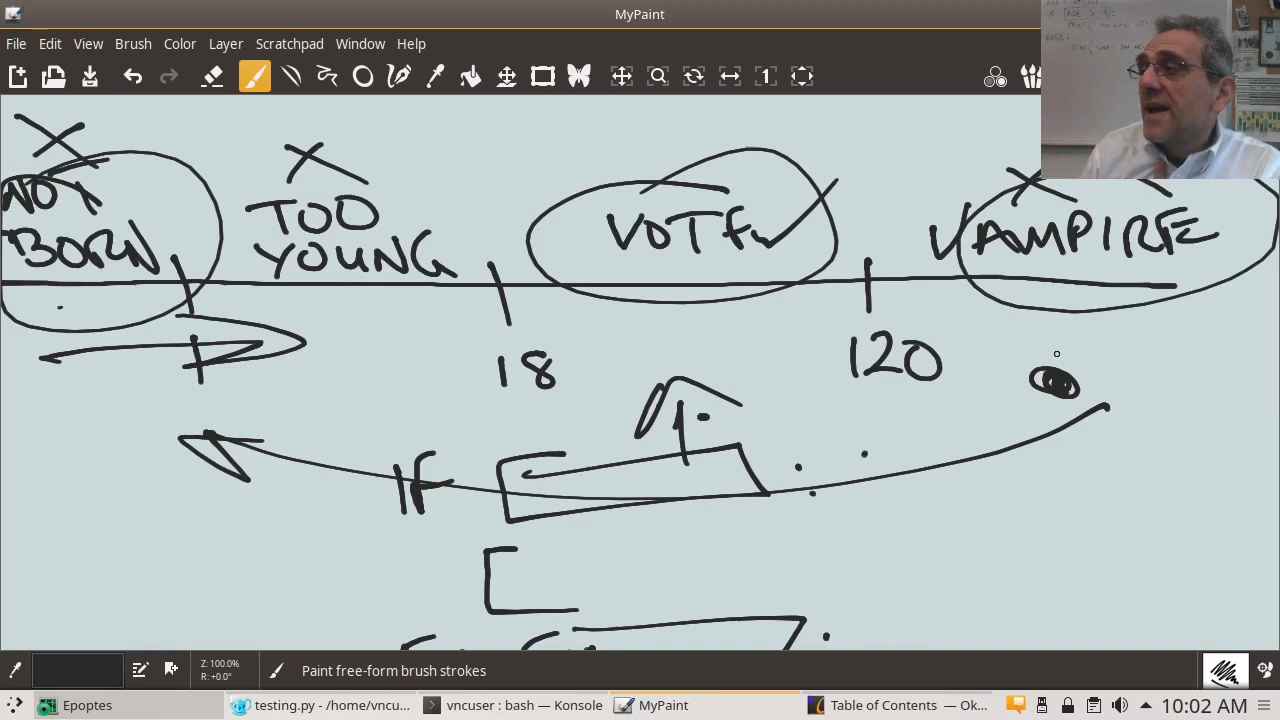 MyPaint
File Edit View Brush Color Layer Scratchpad Window Help
NOT
BORN
TOO
YOUNG
VOTE
VAMPIRE
18
120
IF
Z: 100.0%
R: +0.0°
Paint free-form brush strokes
Epoptes
testing.py : /home/vncu...
vncuser : bash — Konsole
MyPaint
Table of Contents — Ok...
10:02 AM